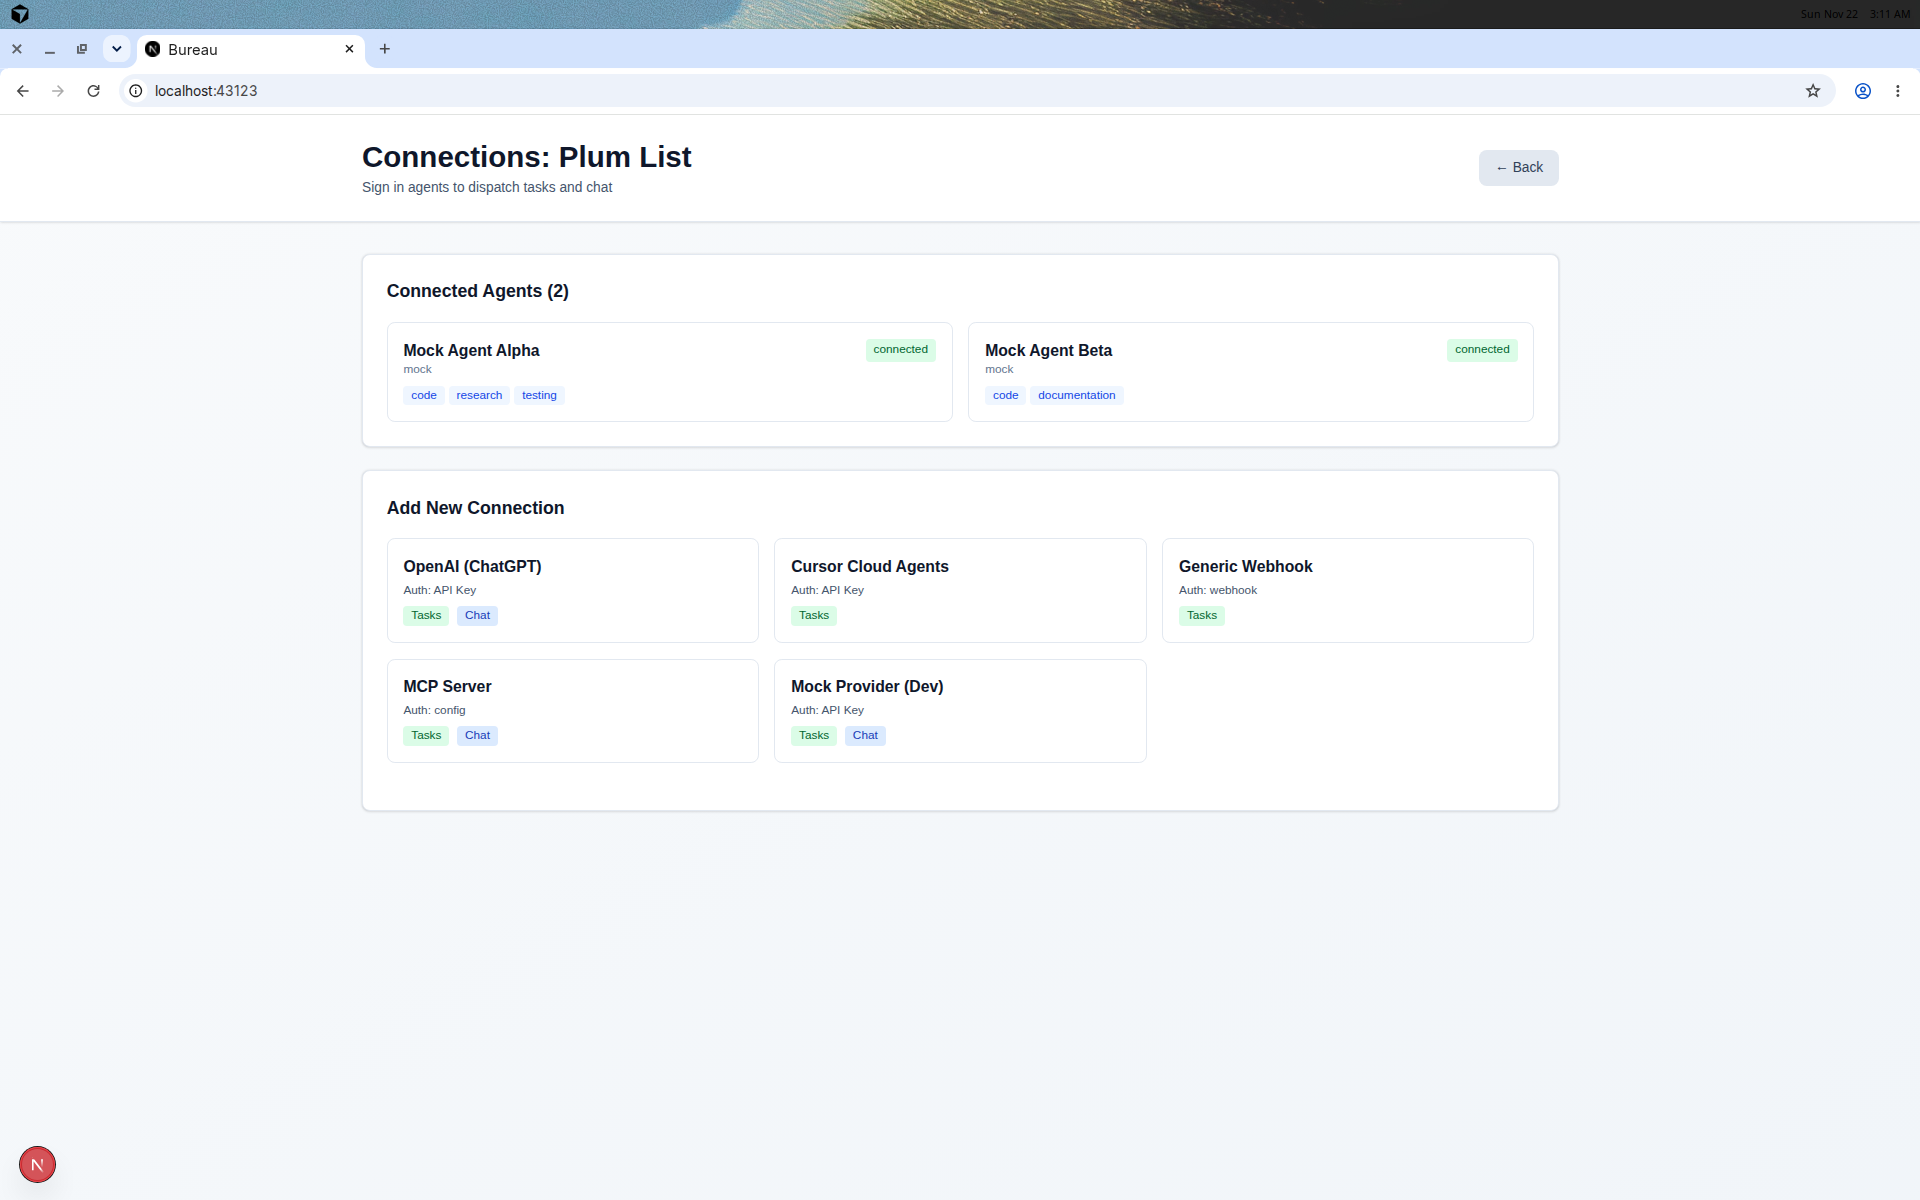 Sun Nov 22 3:11 AM
Bureau
localhost:43123
Connections: Plum List
Sign in agents to dispatch tasks and chat
← Back
Connected Agents (2)
Mock Agent Alpha
connected
mock
code research testing
Mock Agent Beta
connected
mock
code documentation
Add New Connection
OpenAI (ChatGPT)
Auth: API Key
Tasks Chat
Cursor Cloud Agents
Auth: API Key
Tasks
Generic Webhook
Auth: webhook
Tasks
MCP Server
Auth: config
Tasks Chat
Mock Provider (Dev)
Auth: API Key
Tasks Chat
N